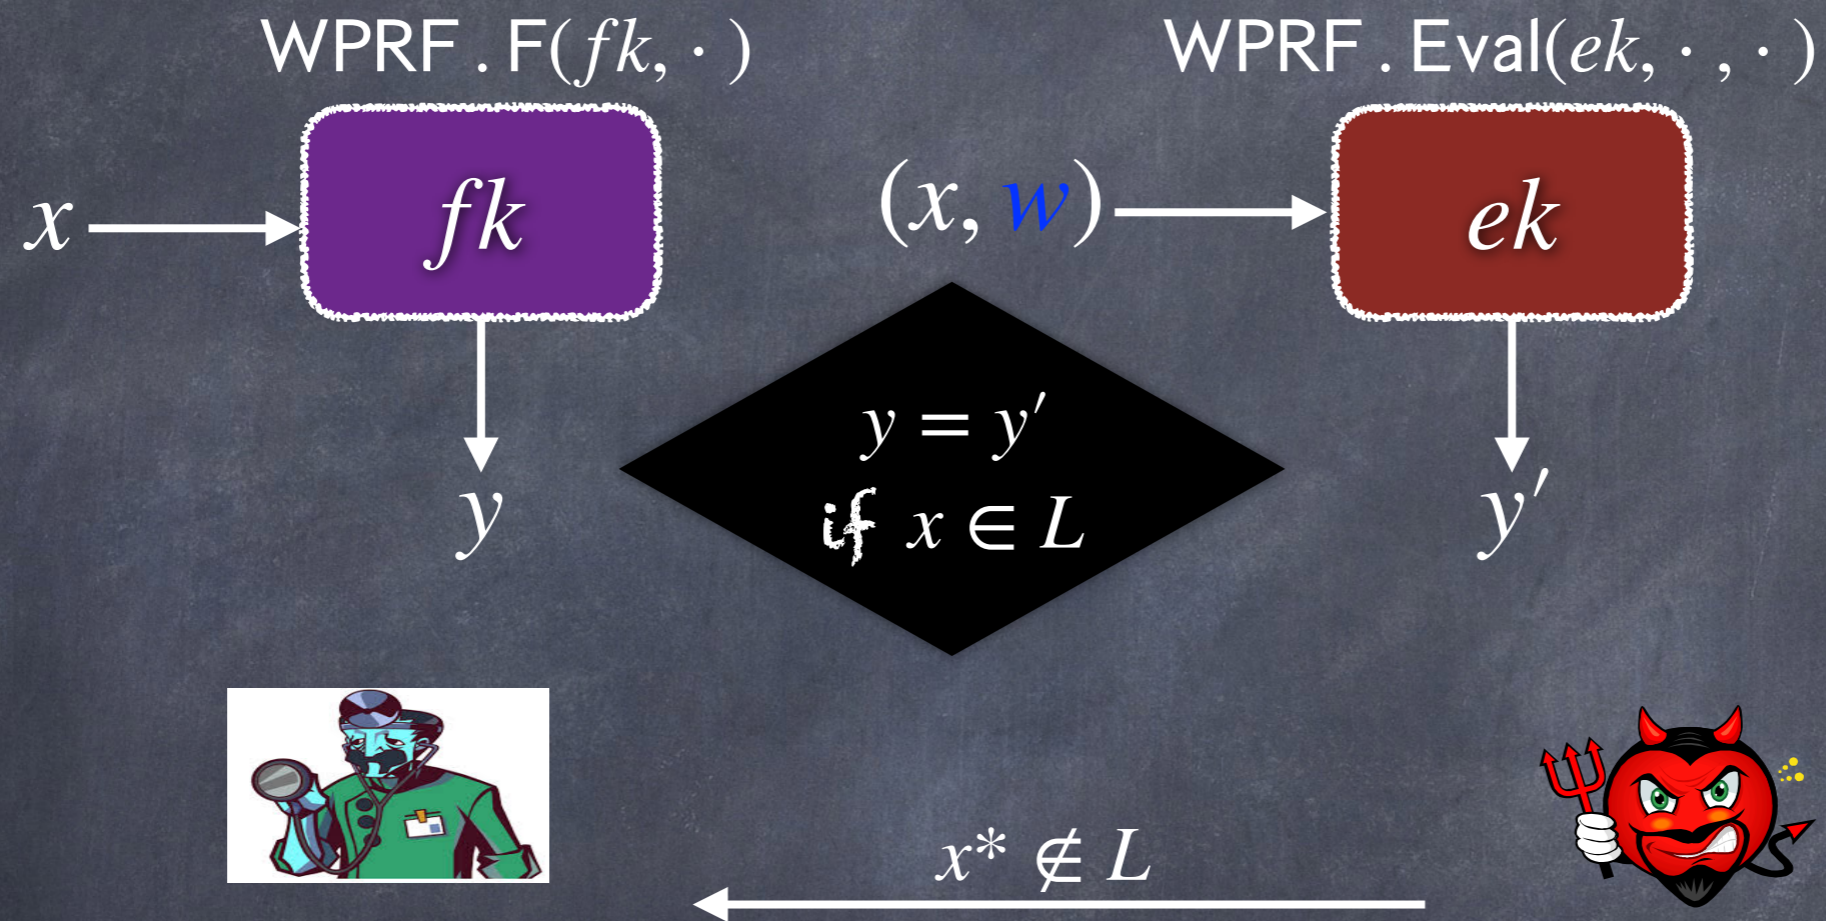 WPRF.F(fk, ·)
WPRF.Eval(ek, ·, ·)
x
fk
(x, w)
ek
y = y′
if x ∈ L
y
y′
x* ∉ L